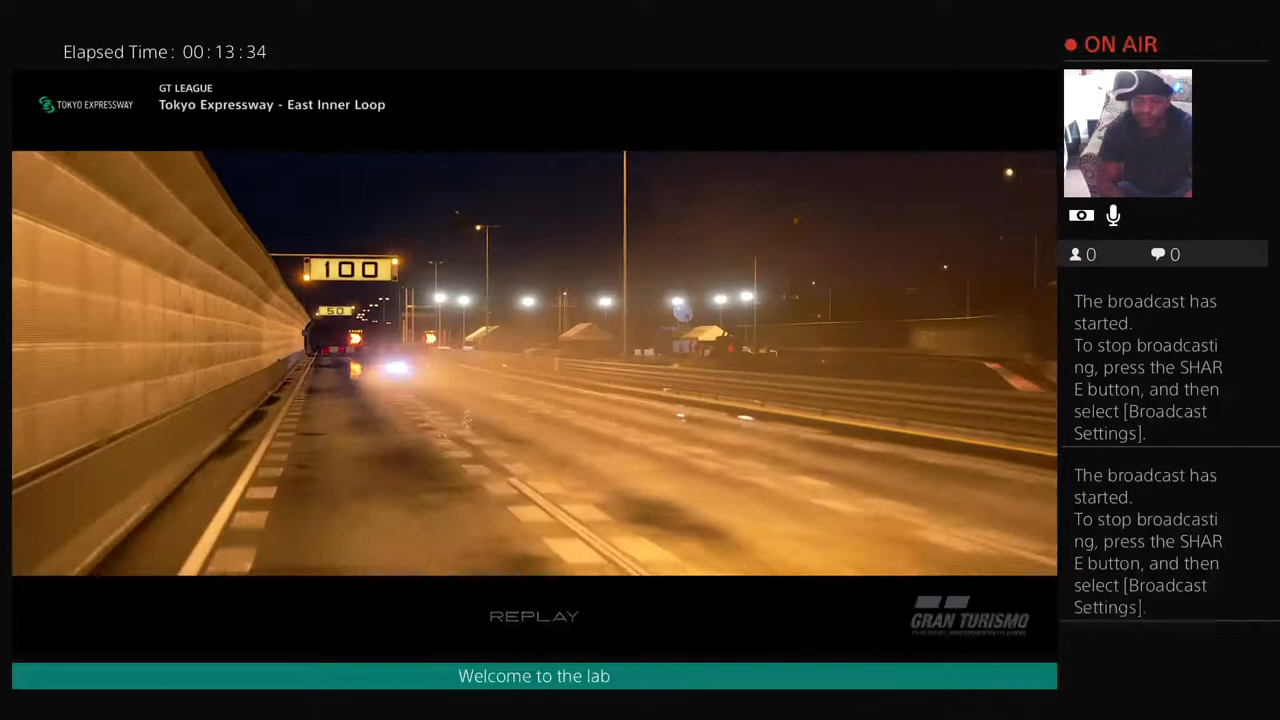 Elapsed Time: 00:13:34
ON AIR
GT LEAGUE
TOKYO EXPRESSWAY
Tokyo Expressway - East Inner Loop
0
0
100
50
The broadcast has
started.
To stop broadcasti
ng, press the SHAR
E button, and then
select [Broadcast
Settings].
The broadcast has
started.
To stop broadcasti
ng, press the SHAR
E button, and then
select [Broadcast
Settings].
REPLAY
GRAN TURISMO
Welcome to the lab